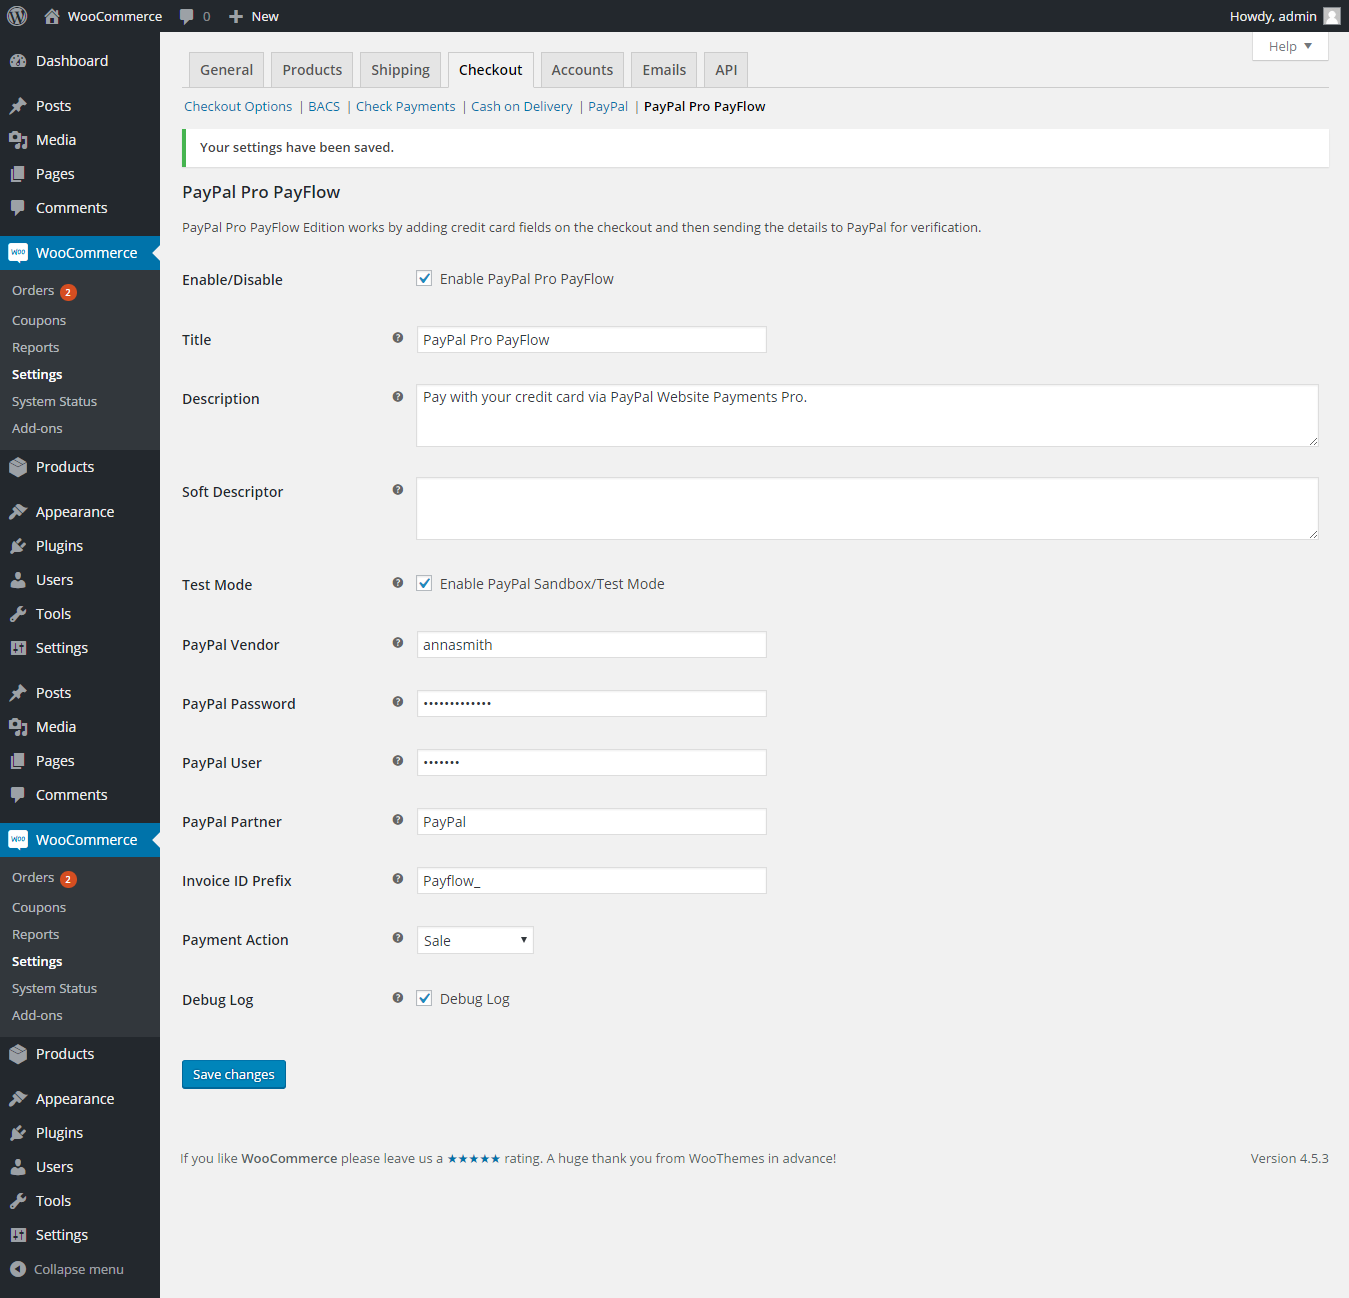 WooCommerce 0 New Howdy, admin
Help
Dashboard
Posts
Media
Pages
Comments
WooCommerce
Orders 2
Coupons
Reports
Settings
System Status
Add-ons
Products
Appearance
Plugins
Users
Tools
Settings
Posts
Media
Pages
Comments
WooCommerce
Orders 2
Coupons
Reports
Settings
System Status
Add-ons
Products
Appearance
Plugins
Users
Tools
Settings
Collapse menu
General Products Shipping Checkout Accounts Emails API
Checkout Options | BACS | Check Payments | Cash on Delivery | PayPal | PayPal Pro PayFlow
Your settings have been saved.
PayPal Pro PayFlow
PayPal Pro PayFlow Edition works by adding credit card fields on the checkout and then sending the details to PayPal for verification.
Enable/Disable Enable PayPal Pro PayFlow
Title ? PayPal Pro PayFlow
Description ? Pay with your credit card via PayPal Website Payments Pro.
Soft Descriptor ?
Test Mode ? Enable PayPal Sandbox/Test Mode
PayPal Vendor ? annasmith
PayPal Password ? •••••••••••••
PayPal User ? •••••••
PayPal Partner ? PayPal
Invoice ID Prefix ? Payflow_
Payment Action ? Sale
Debug Log ? Debug Log
Save changes
If you like WooCommerce please leave us a ★★★★★ rating. A huge thank you from WooThemes in advance!
Version 4.5.3